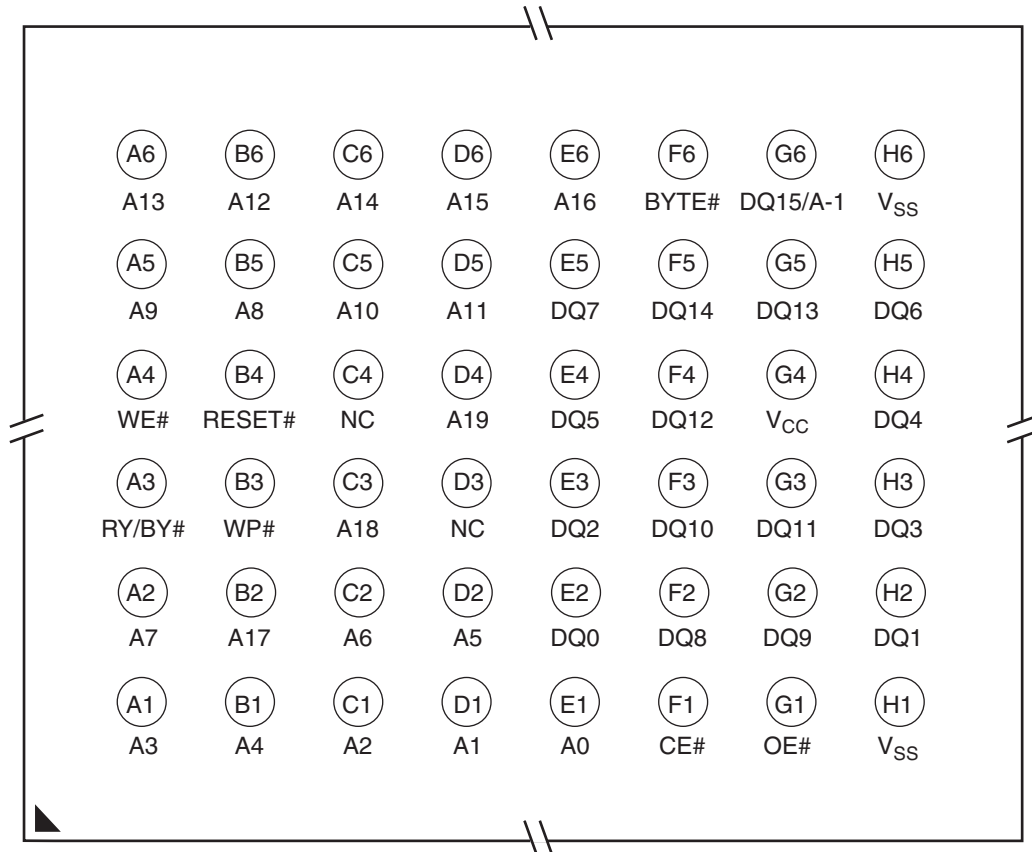 A6 B6 C6 D6 E6 F6 G6 H6
A13 A12 A14 A15 A16 BYTE# DQ15/A-1 VSS
A5 B5 C5 D5 E5 F5 G5 H5
A9 A8 A10 A11 DQ7 DQ14 DQ13 DQ6
A4 B4 C4 D4 E4 F4 G4 H4
WE# RESET# NC A19 DQ5 DQ12 VCC DQ4
A3 B3 C3 D3 E3 F3 G3 H3
RY/BY# WP# A18 NC DQ2 DQ10 DQ11 DQ3
A2 B2 C2 D2 E2 F2 G2 H2
A7 A17 A6 A5 DQ0 DQ8 DQ9 DQ1
A1 B1 C1 D1 E1 F1 G1 H1
A3 A4 A2 A1 A0 CE# OE# VSS